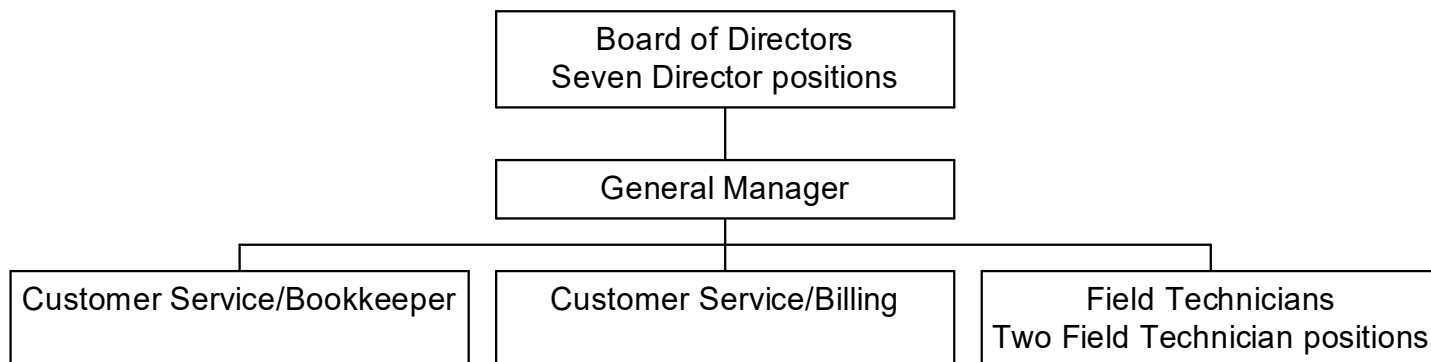 Board of Directors
Seven Director positions
General Manager
Customer Service/Bookkeeper
Customer Service/Billing
Field Technicians
Two Field Technician positions